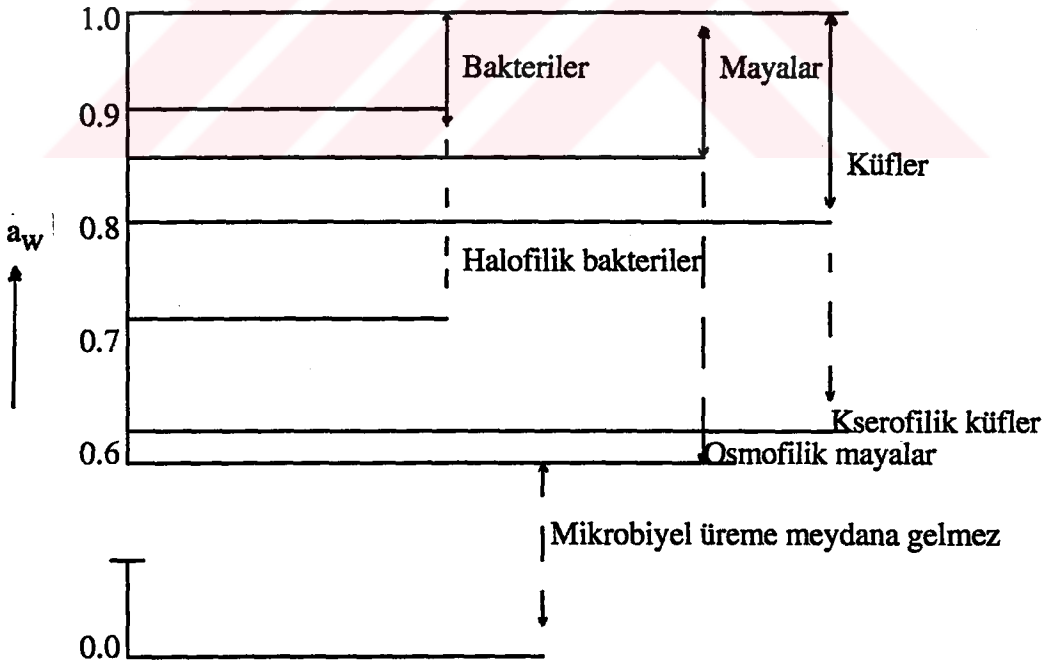 1.0
Bakteriler
Mayalar
0.9
Küfler
0.8
aw
Halofilik bakteriler
0.7
Kserofilik küfler
0.6
Osmofilik mayalar
Mikrobiyel üreme meydana gelmez
0.0